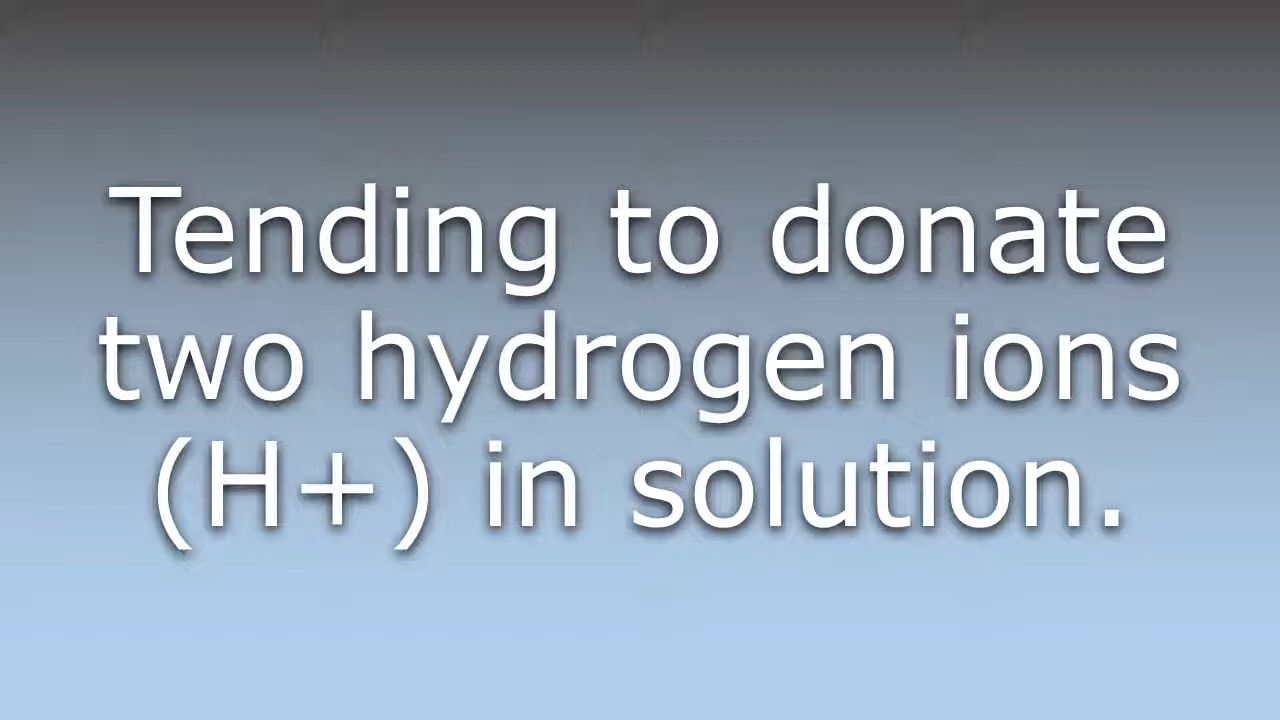 Tending to donate
two hydrogen ions
(H+) in solution.